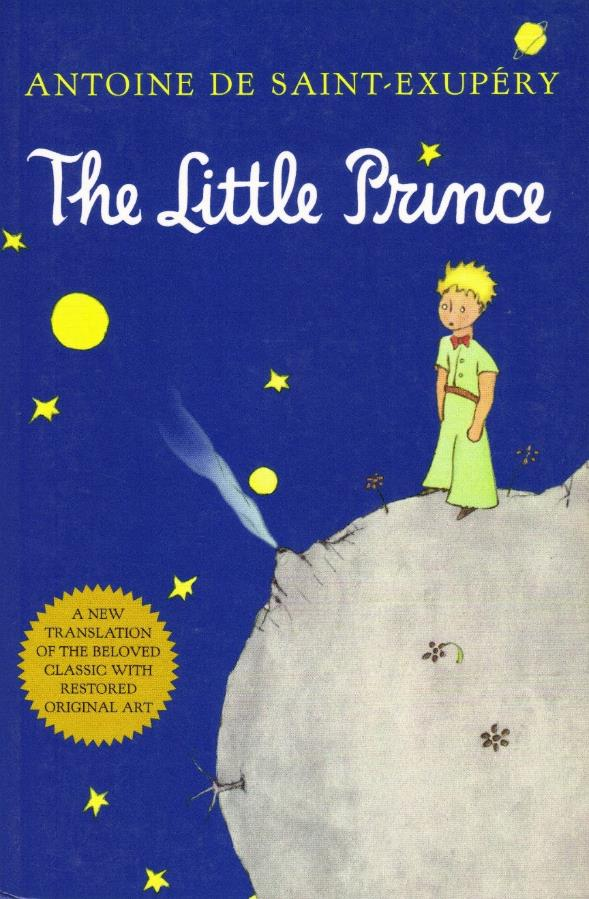 ANTOINE DE SAINT-EXUPÉRY
The Little Prince
A NEW
TRANSLATION
OF THE BELOVED
CLASSIC WITH
RESTORED
ORIGINAL ART